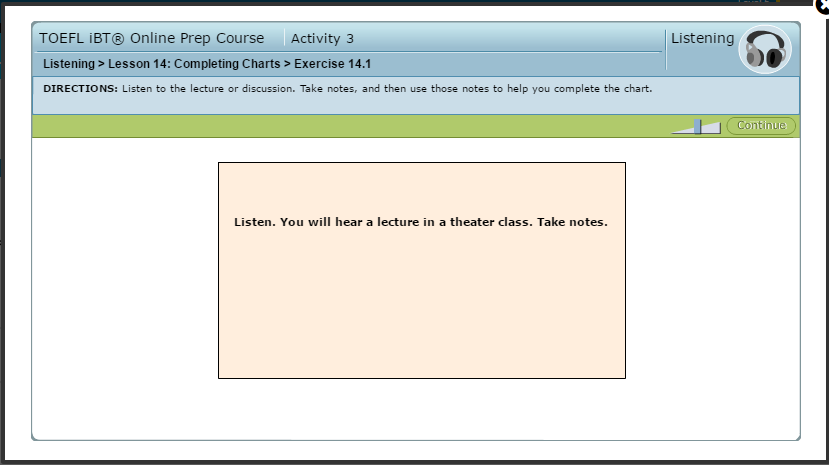 TOEFL iBT® Online Prep Course Activity 3 Listening
Listening > Lesson 14: Completing Charts > Exercise 14.1
DIRECTIONS: Listen to the lecture or discussion. Take notes, and then use those notes to help you complete the chart.
Continue
Listen. You will hear a lecture in a theater class. Take notes.